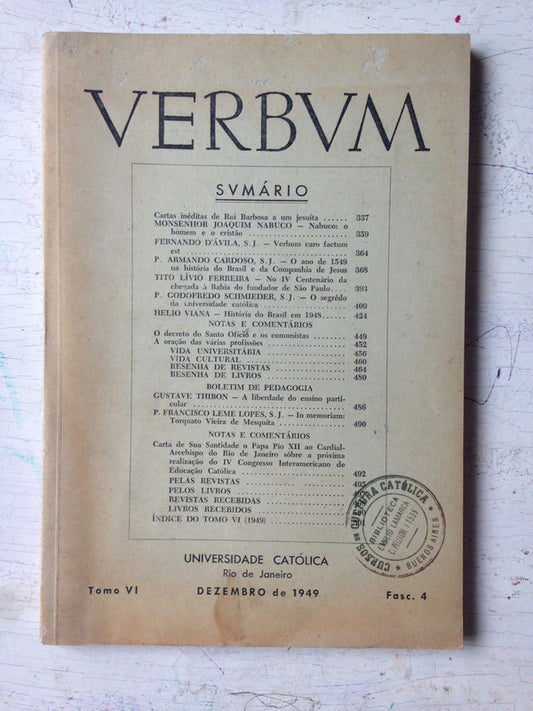 VERBVM
SVMÁRIO
Cartas inéditas de Rui Barbosa a um jesuíta ...... 337
MONSENHOR JOAQUIM NABUCO — Nabuco: o
homem e o cristão ................ 359
FERNANDO D'ÁVILA, S.J. — Verbum caro factum
est ................ 364
P. ARMANDO CARDOSO, S.J. — O ano de 1549
na história do Brasil e da Companhia de Jesus 368
TITO LÍVIO FERREIRA — No IV Centenário da
chegada à Bahia do fundador de São Paulo.... 393
P. GODOFREDO SCHMIEDER, S.J. — O segrêdo
da universidade católica ................ 409
HELIO VIANA — História do Brasil em 1948...... 424
NOTAS E COMENTÁRIOS
O decreto do Santo Ofício e os comunistas ........ 449
A oração das várias profissões ................ 452
VIDA UNIVERSITÁRIA ................ 456
VIDA CULTURAL ................ 460
RESENHA DE REVISTAS ................ 464
RESENHA DE LIVROS ................ 480
BOLETIM DE PEDAGOGIA
GUSTAVE THIBON — A liberdade do ensino parti-
cular ................ 486
P. FRANCISCO LEME LOPES, S.J. — In memoriam:
Torquato Vieira de Mesquita ................ 490
NOTAS E COMENTÁRIOS
Carta de Sua Santidade o Papa Pio XII ao Cardial-
Arcebispo do Rio de Janeiro sôbre a próxima
realização do IV Congresso Interamericano de
Educação Católica ................ 492
PELAS REVISTAS ................
PELOS LIVROS ................
REVISTAS RECEBIDAS ................
LIVROS RECEBIDOS ................
ÍNDICE DO TOMO VI (1949) ................
CURSOS DE CULTURA CATÓLICA
BIBLIOTECA
EMILIO LAMARCA
BUENOS AIRES
UNIVERSIDADE CATÓLICA
Rio de Janeiro
Tomo VI DEZEMBRO de 1949 Fasc. 4